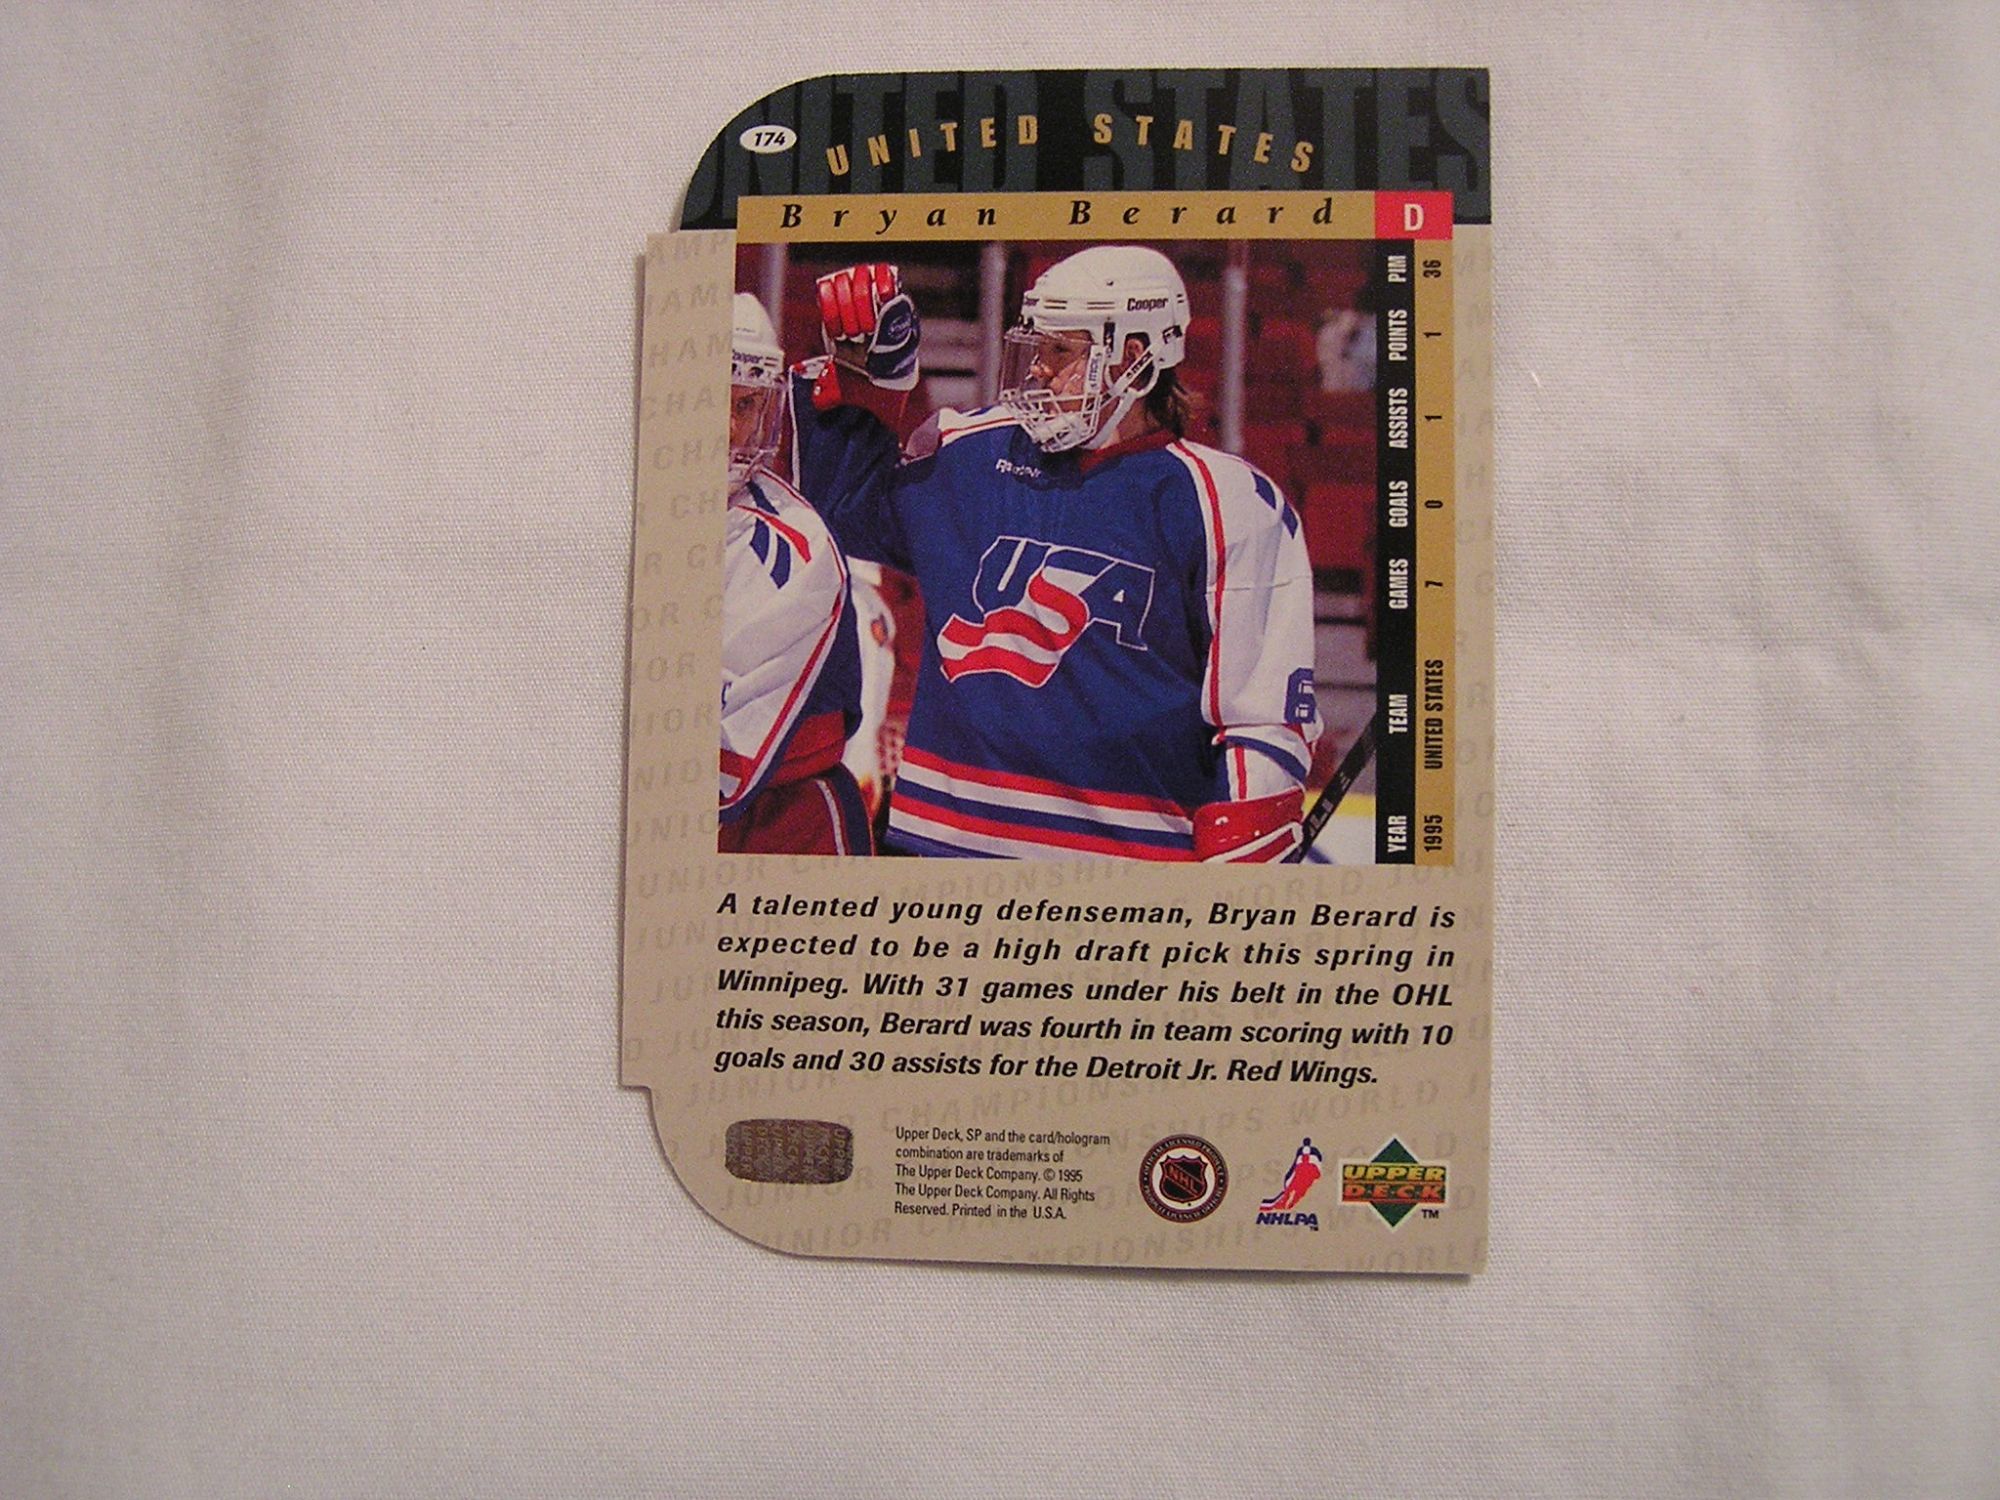 174
UNITED STATES
Bryan Berard D
Cooper
Cooper
USA
6
YEAR TEAM GAMES GOALS ASSISTS POINTS PIM
1995 UNITED STATES 7 0 1 1 36
A talented young defenseman, Bryan Berard is
expected to be a high draft pick this spring in
Winnipeg. With 31 games under his belt in the OHL
this season, Berard was fourth in team scoring with 10
goals and 30 assists for the Detroit Jr. Red Wings.
Upper Deck, SP and the card/hologram
combination are trademarks of
The Upper Deck Company. © 1995
The Upper Deck Company. All Rights
Reserved. Printed in the U.S.A.
NHL
NHLPA
UPPER
DECK
TM